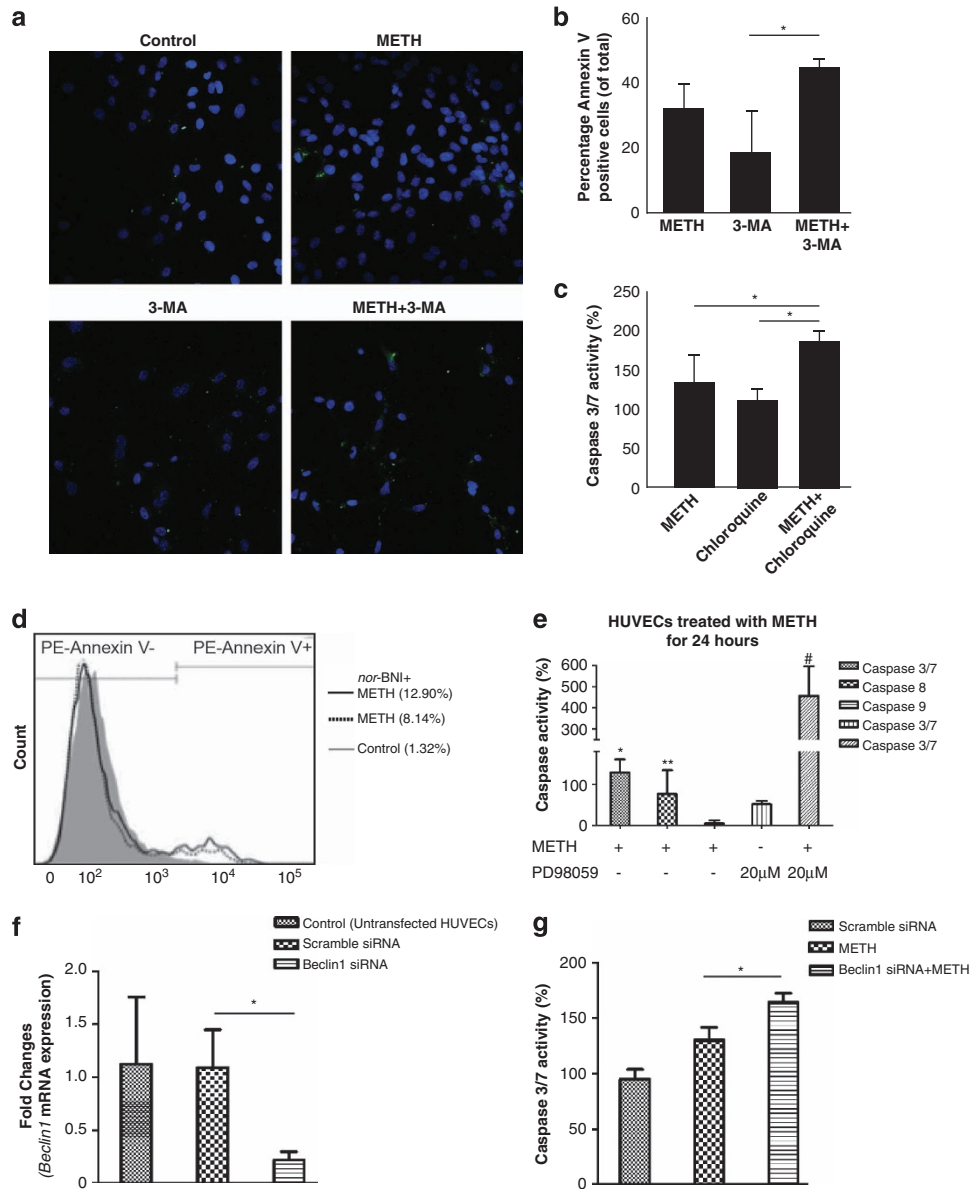 a
Control
METH
3-MA
METH+3-MA
b
Percentage Annexin V
positive cells (of total)
60
40
20
0
*
METH
3-MA
METH+
3-MA
c
Caspase 3/7 activity (%)
250
200
150
100
50
0
*
*
METH
Chloroquine
METH+
Chloroquine
d
PE-Annexin V-
PE-Annexin V+
Count
0
10²
10³
10⁴
10⁵
nor-BNI+
METH (12.90%)
METH (8.14%)
Control (1.32%)
e
HUVECs treated with METH
for 24 hours
Caspase activity (%)
600
500
400
300
100
0
*
**
#
Caspase 3/7
Caspase 8
Caspase 9
Caspase 3/7
Caspase 3/7
METH + + + - +
PD98059 - - - 20μM 20μM
f
Control (Untransfected HUVECs)
Scramble siRNA
Beclin1 siRNA
Fold Changes
(Beclin1 mRNA expression)
2.0
1.5
1.0
0.5
0
*
g
Scramble siRNA
METH
Beclin1 siRNA+METH
Caspase 3/7 activity (%)
200
150
100
50
0
*